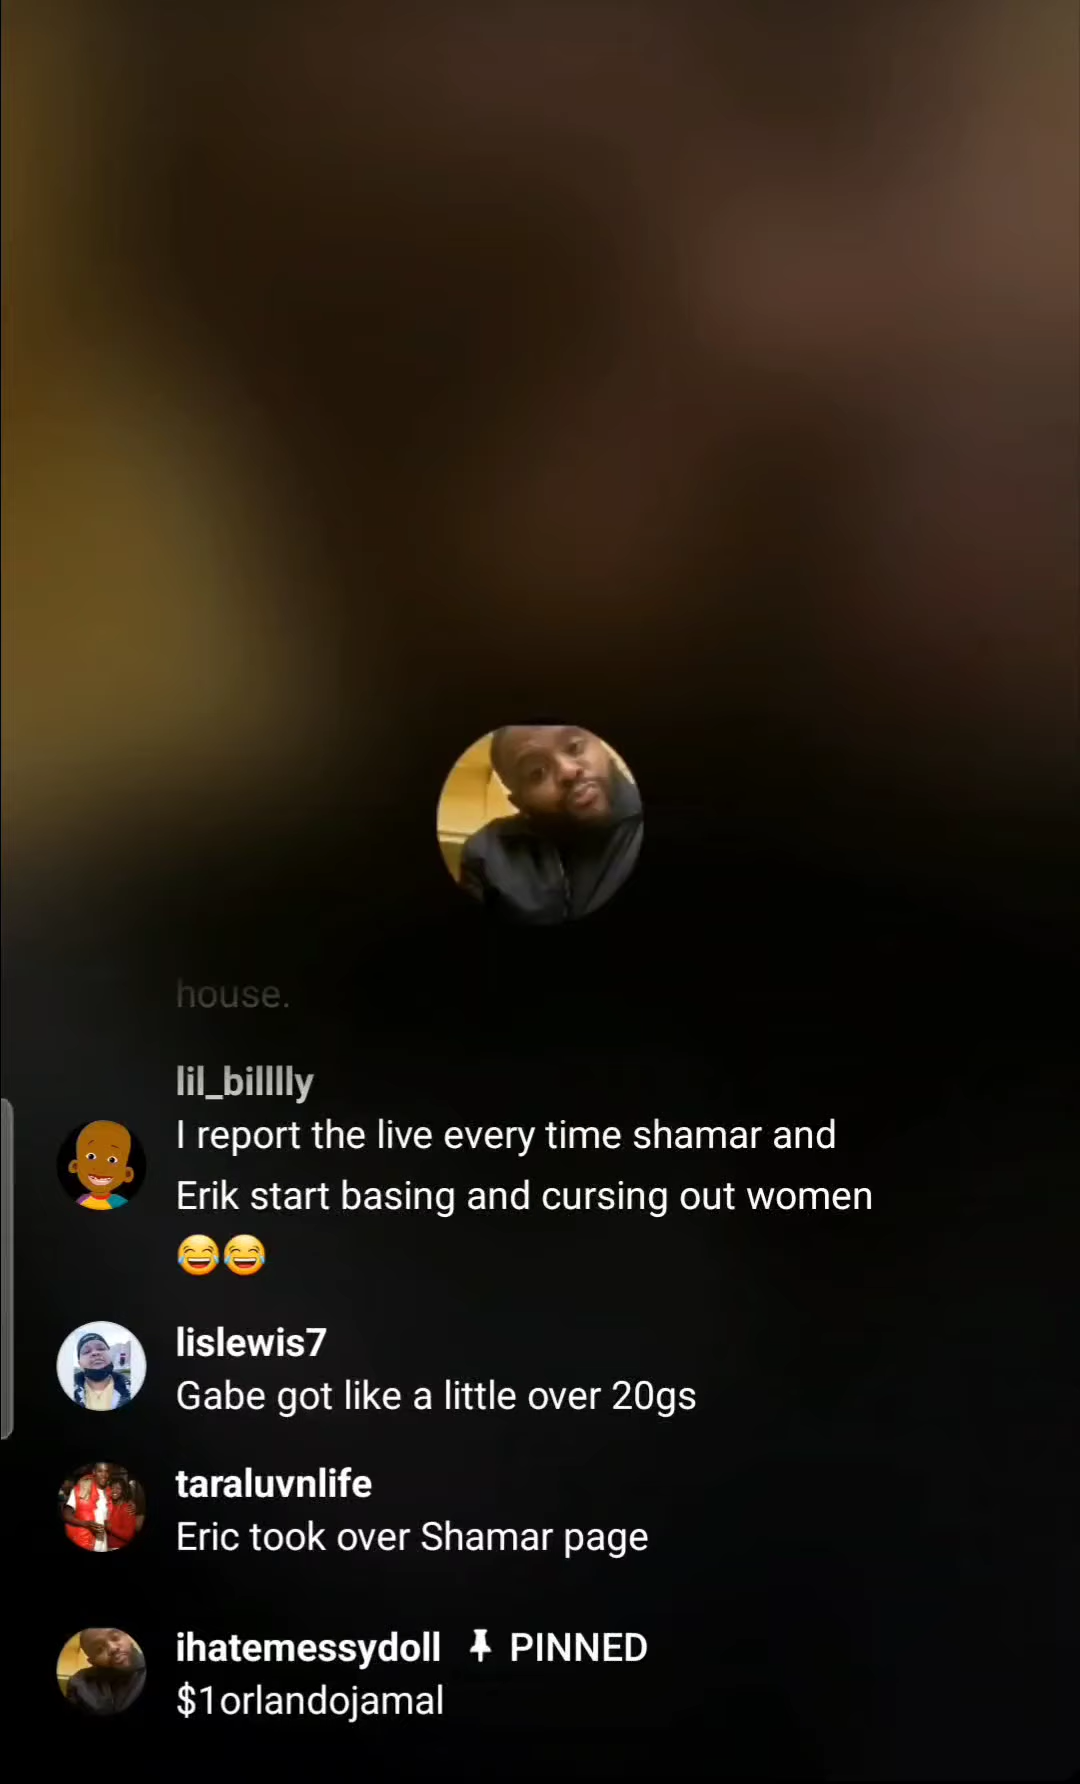 house.
lil_billlly
I report the live every time shamar and
Erik start basing and cursing out women
😂😂
lislewis7
Gabe got like a little over 20gs
taraluvnlife
Eric took over Shamar page
ihatemessydoll PINNED
$1orlandojamal